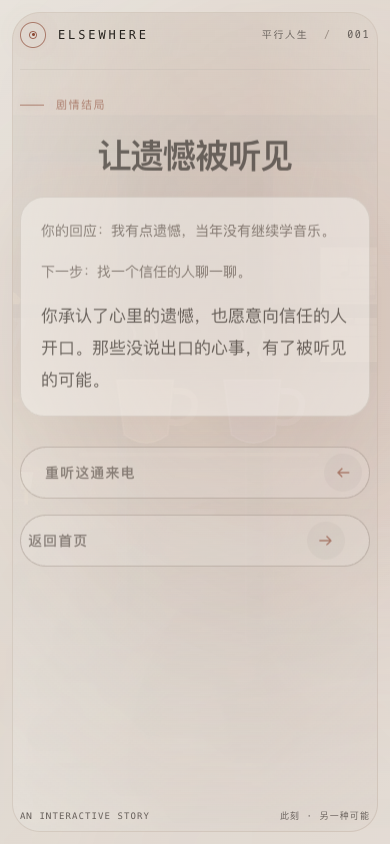 ELSEWHERE
平行人生 / 001
剧情结局
让遗憾被听见
你的回应：我有点遗憾，当年没有继续学音乐。
下一步：找一个信任的人聊一聊。
你承认了心里的遗憾，也愿意向信任的人
开口。那些没说出口的心事，有了被听见
的可能。
重听这通来电 ←
返回首页 →
AN INTERACTIVE STORY
此刻 · 另一种可能